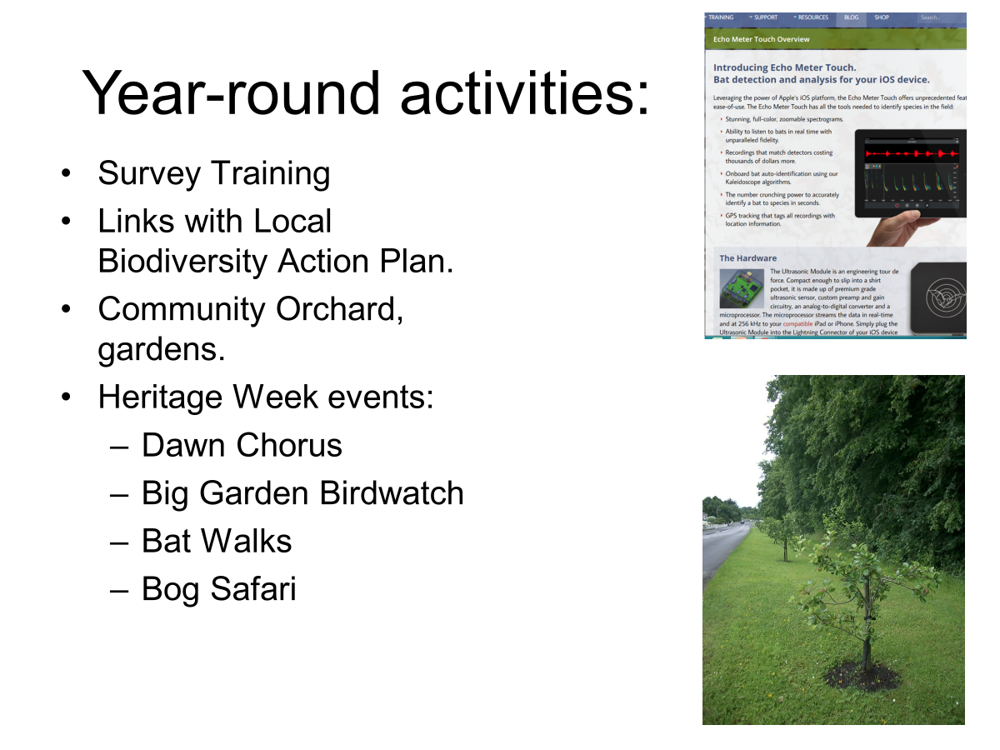 Year-round activities:
• Survey Training
• Links with Local
Biodiversity Action Plan.
• Community Orchard,
gardens.
• Heritage Week events:
– Dawn Chorus
– Big Garden Birdwatch
– Bat Walks
– Bog Safari
TRAINING SUPPORT RESOURCES BLOG SHOP Search...
Echo Meter Touch Overview
Introducing Echo Meter Touch.
Bat detection and analysis for your iOS device.
Leveraging the power of Apple's iOS platform, the Echo Meter Touch offers unprecedented feat
ease-of-use. The Echo Meter Touch has all the tools needed to identify species in the field:
Stunning, full-color, zoomable spectrograms.
Ability to listen to bats in real time with
unparalleled fidelity.
Recordings that match detectors costing
thousands of dollars more.
Onboard bat auto-identification using our
Kaleidoscope algorithms.
The number crunching power to accurately
identify a bat to species in seconds.
GPS tracking that tags all recordings with
location information.
The Hardware
The Ultrasonic Module is an engineering tour de
force. Compact enough to slip into a shirt
pocket, it is made up of premium grade
ultrasonic sensor, custom preamp and gain
circuitry, an analog-to-digital converter and a
microprocessor. The microprocessor streams the data in real-time
and at 256 kHz to your compatible iPad or iPhone. Simply plug the
Ultrasonic Module into the Lightning Connector of your iOS device